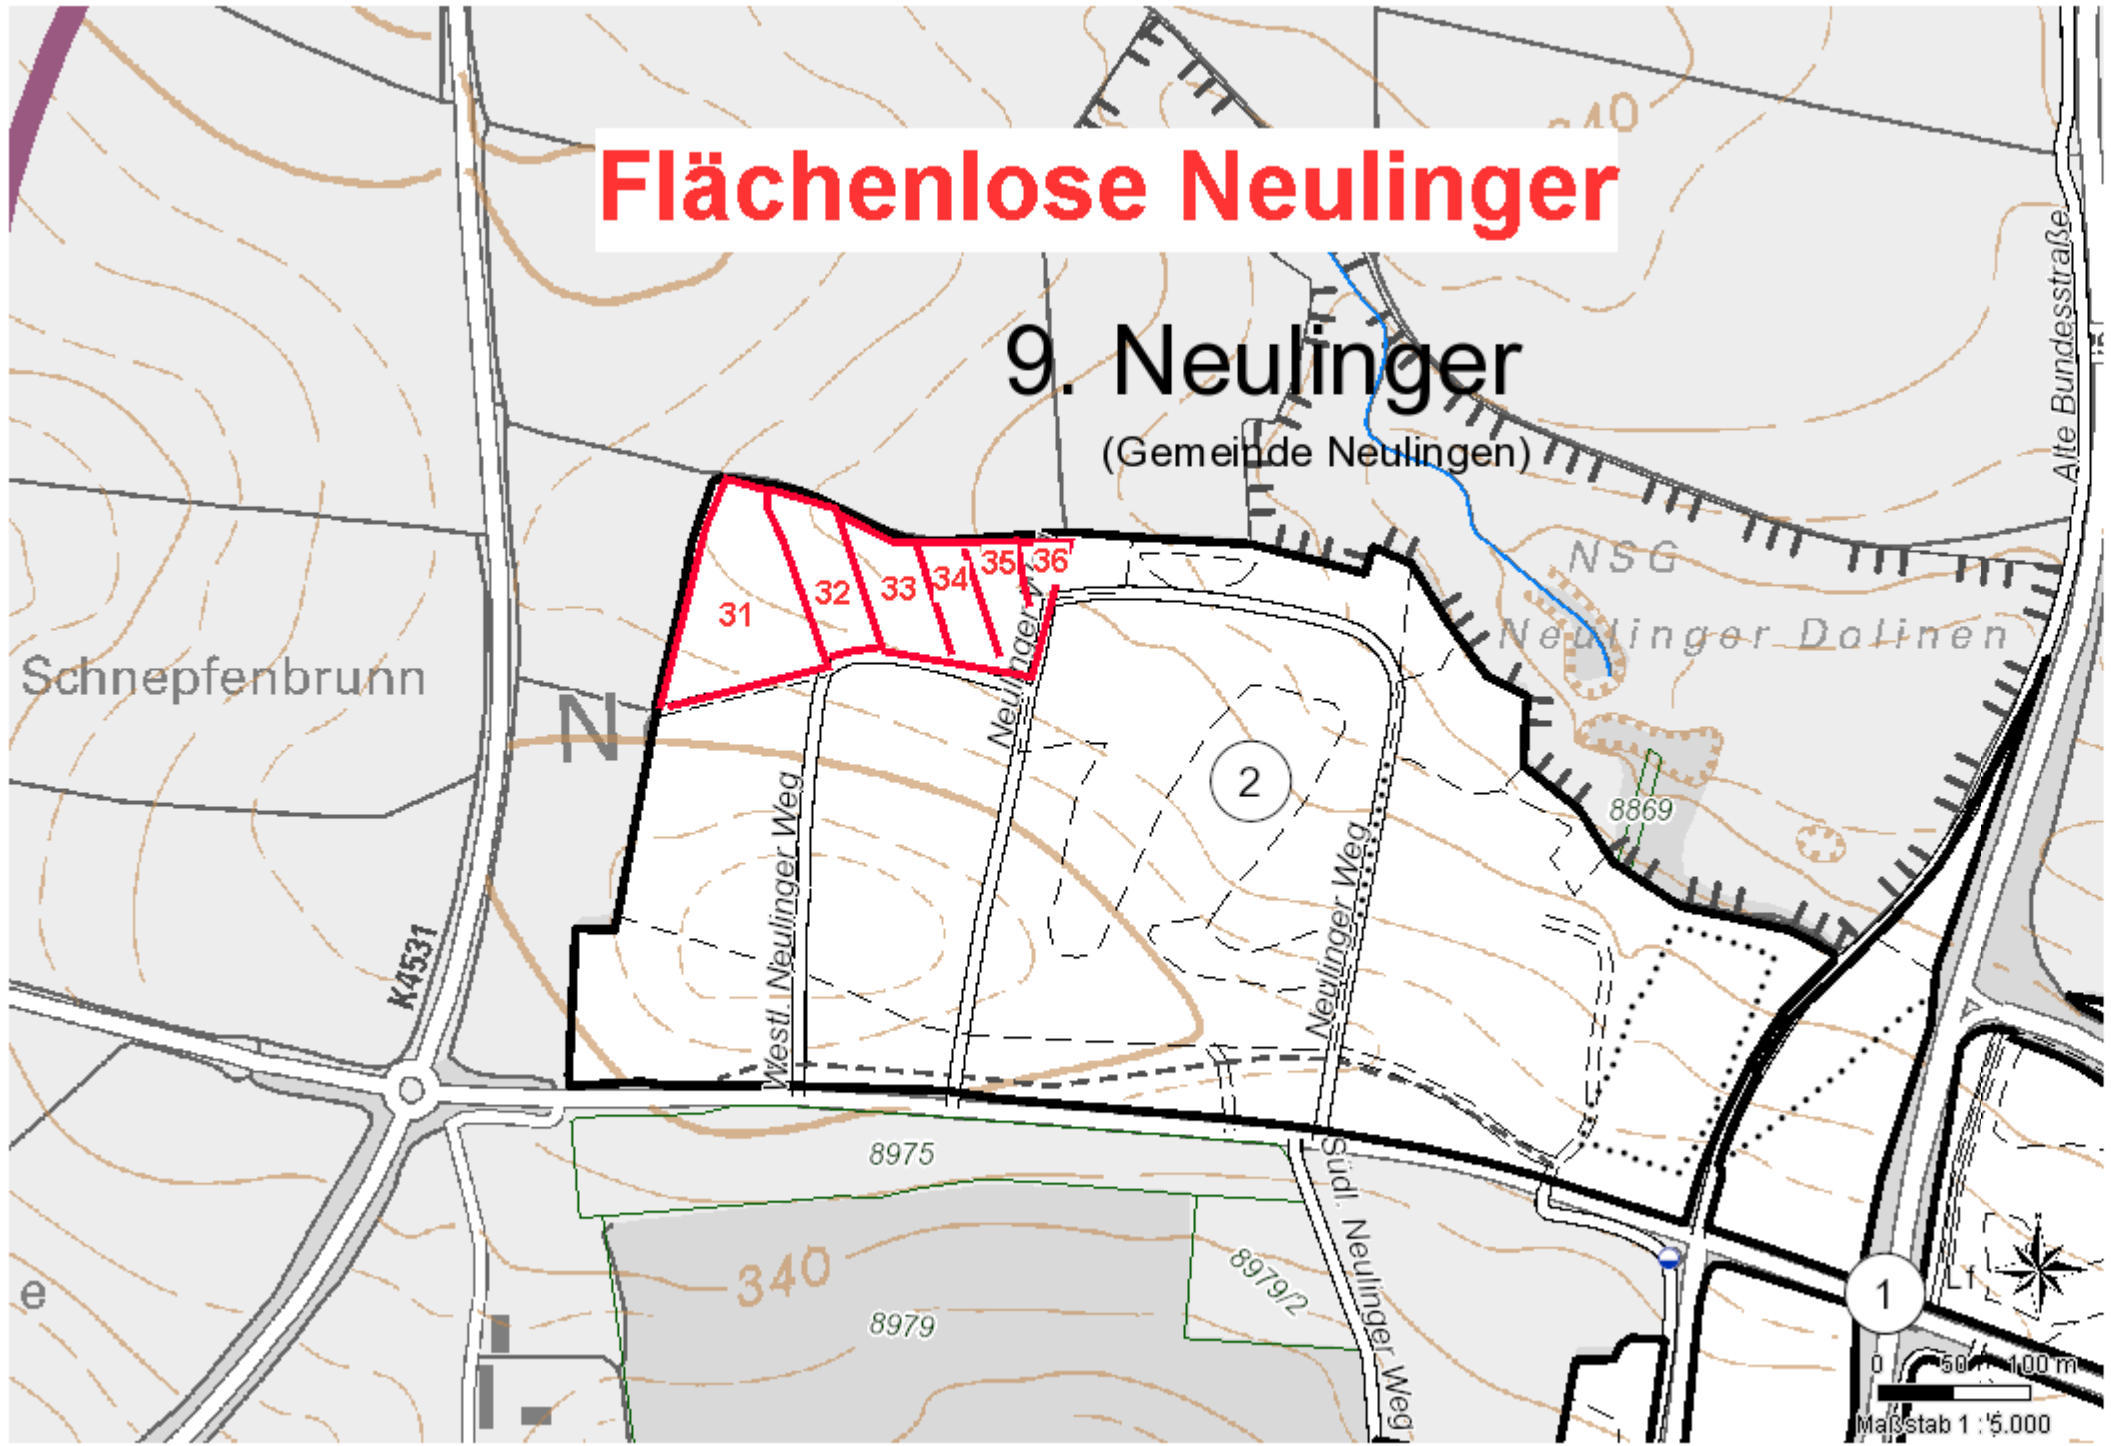 340
Flächenlose Neulinger
Alte Bundesstraße
9. Neulinger
(Gemeinde Neulingen)
NSG
Neulinger Dolinen
31
32
33
34
35
36
Schnepfenbrunn
N
Neulinger
2
8869
Westl. Neulinger Weg
Neulinger Weg
K4531
8975
Südl. Neulinger Weg
340
8979/2
8979
e
1
Lf
0 50 100 m
Maßstab 1 : 5.000